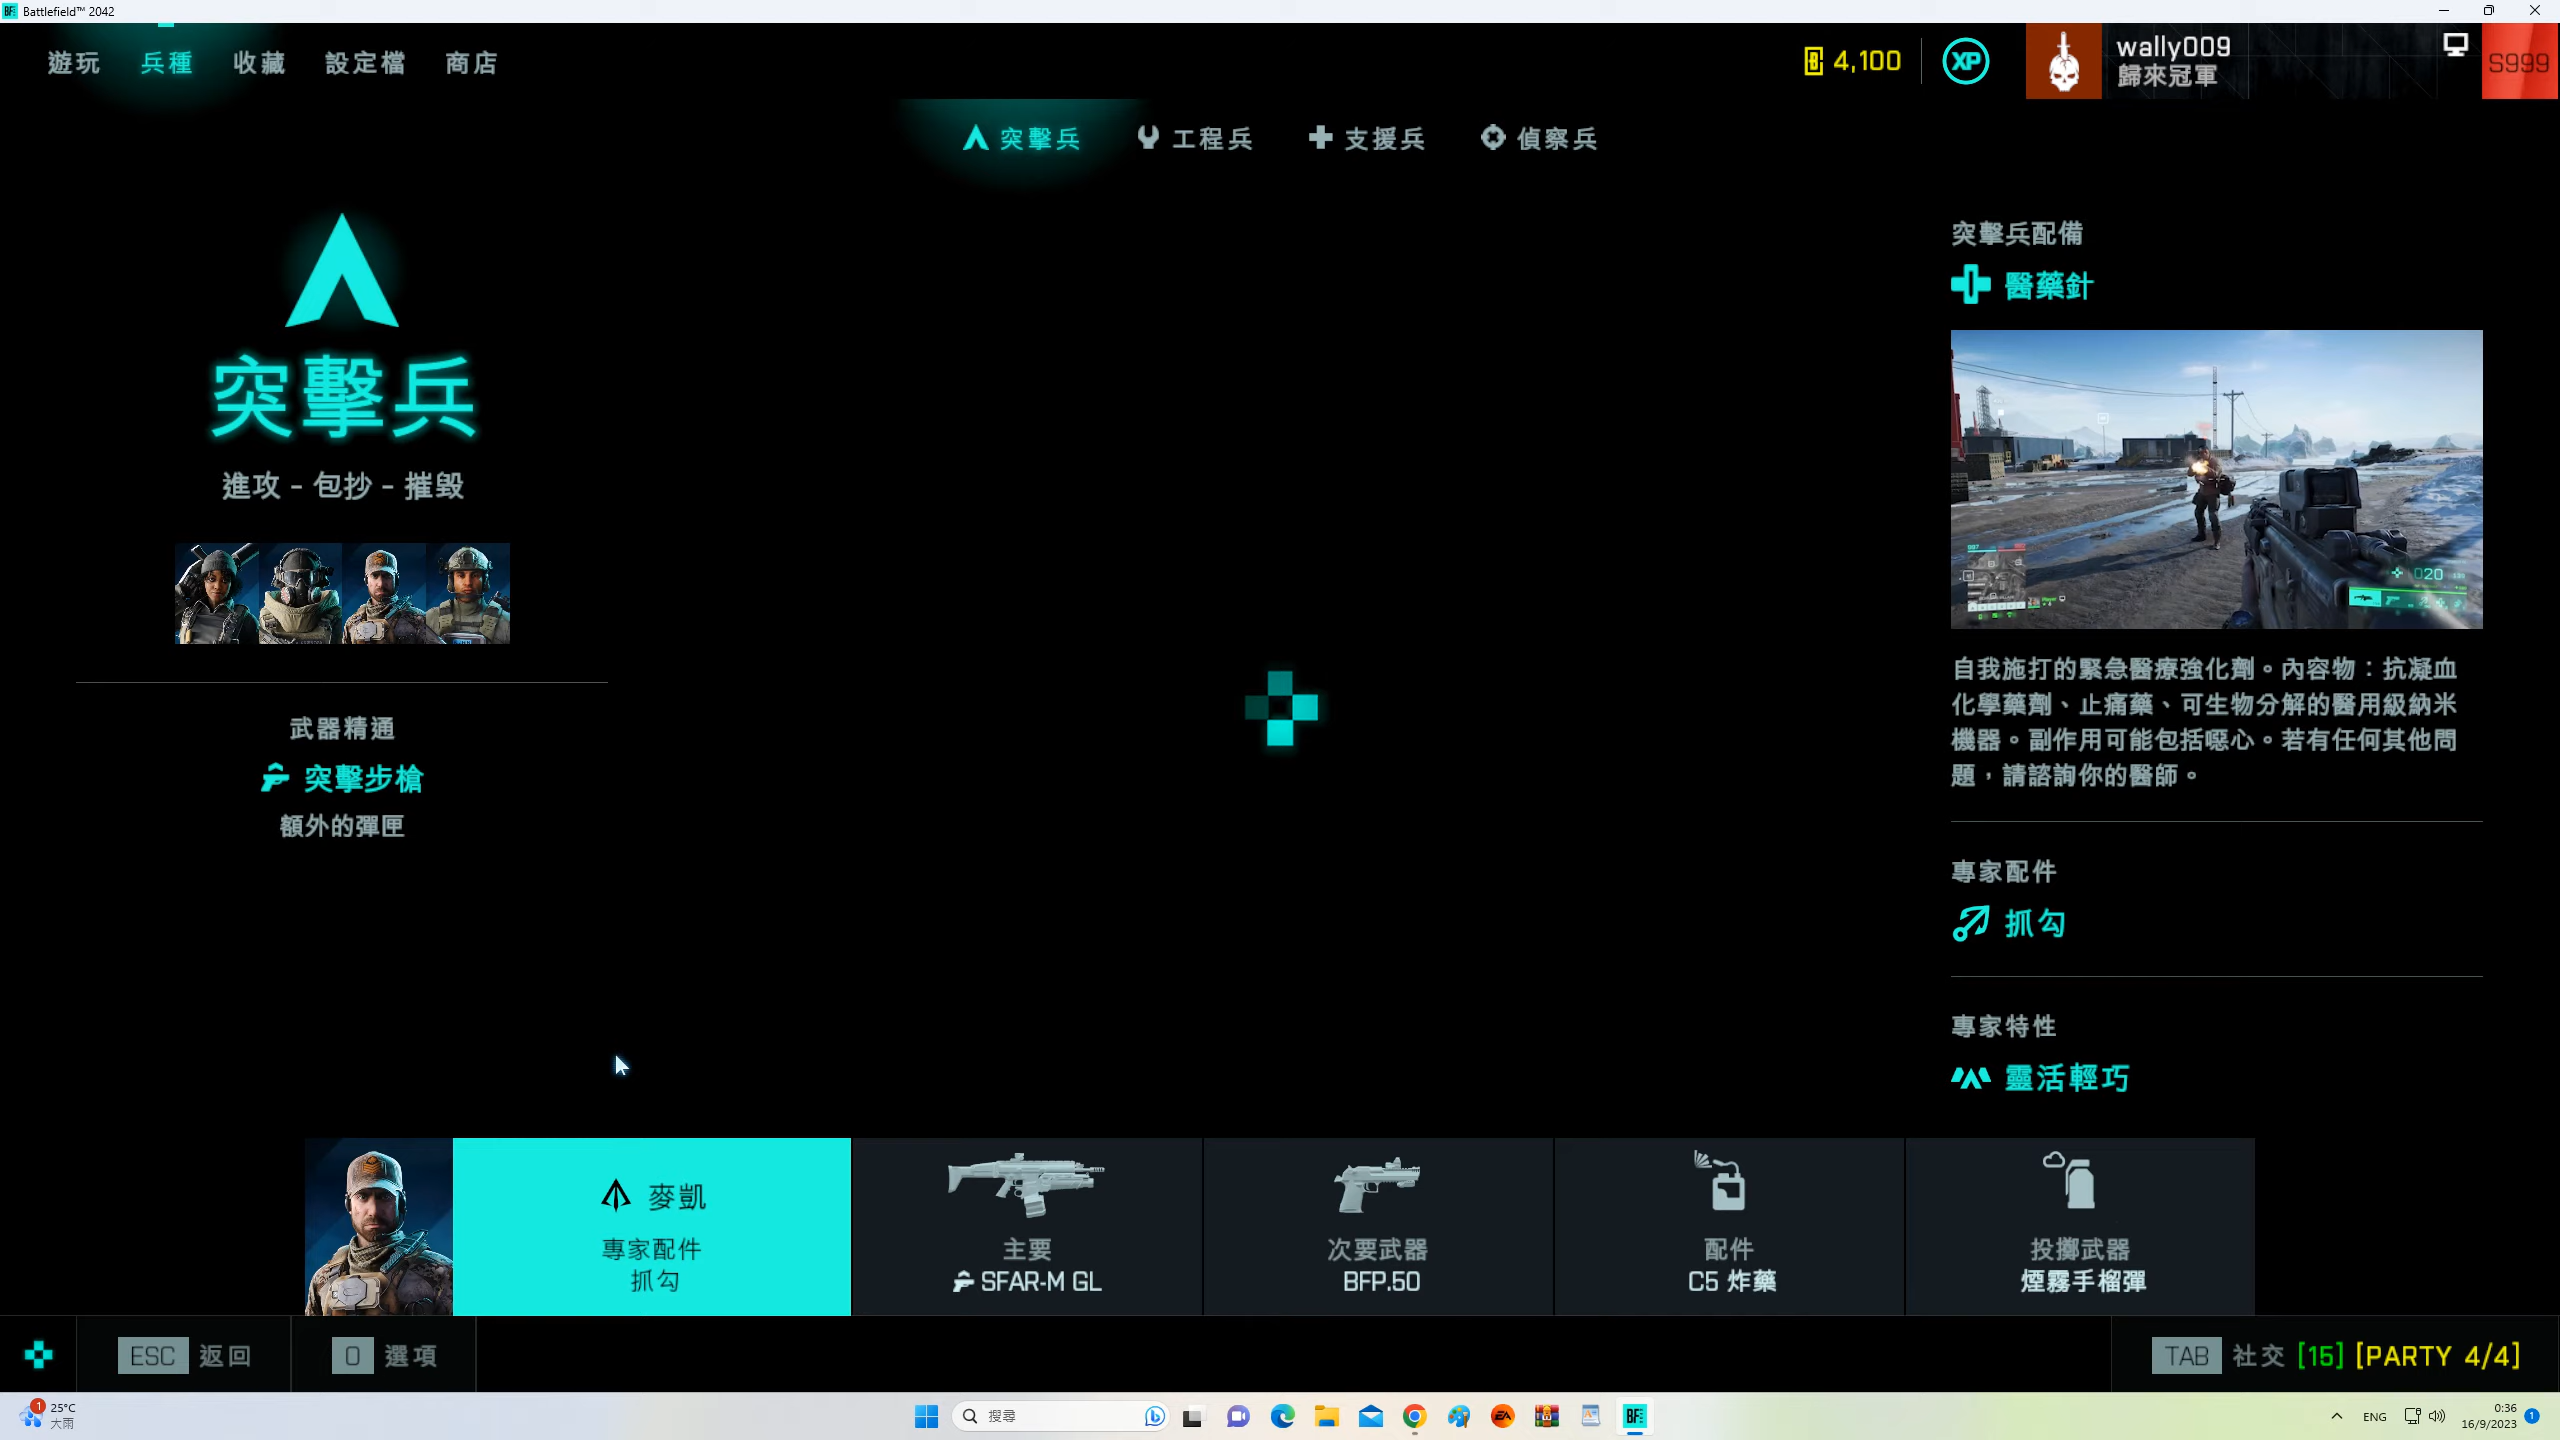 Battlefield™ 2042
遊玩 兵種 收藏 設定檔 商店
4,100
XP
wally009
歸來冠軍
S999
突擊兵 工程兵 支援兵 偵察兵
突擊兵
進攻 - 包抄 - 摧毀
武器精通
突擊步槍
額外的彈匣
突擊兵配備
醫藥針
020
自我施打的緊急醫療強化劑。內容物：抗凝血
化學藥劑、止痛藥、可生物分解的醫用級納米
機器。副作用可能包括噁心。若有任何其他問
題，請諮詢你的醫師。
專家配件
抓勾
專家特性
靈活輕巧
麥凱
專家配件
抓勾
主要
SFAR-M GL
次要武器
BFP.50
配件
C5 炸藥
投擲武器
煙霧手榴彈
ESC 返回
O 選項
TAB 社交 [15] [PARTY 4/4]
1
25°C
大雨
搜尋
EA
BF
ENG
0:36
16/9/2023
1